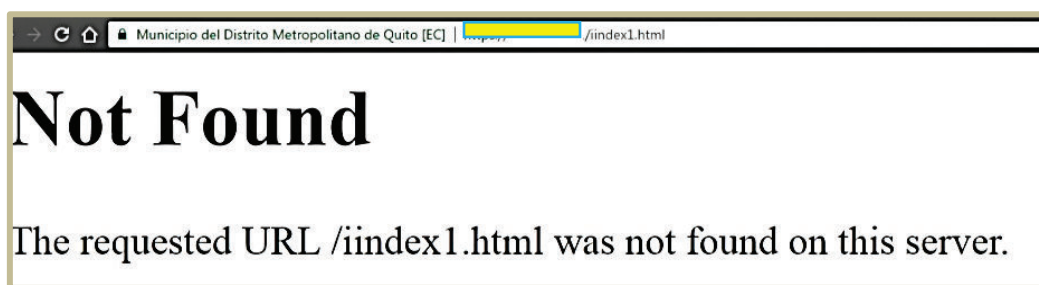 Municipio del Distrito Metropolitano de Quito [EC] | /iindex1.html
Not Found
The requested URL /iindex1.html was not found on this server.